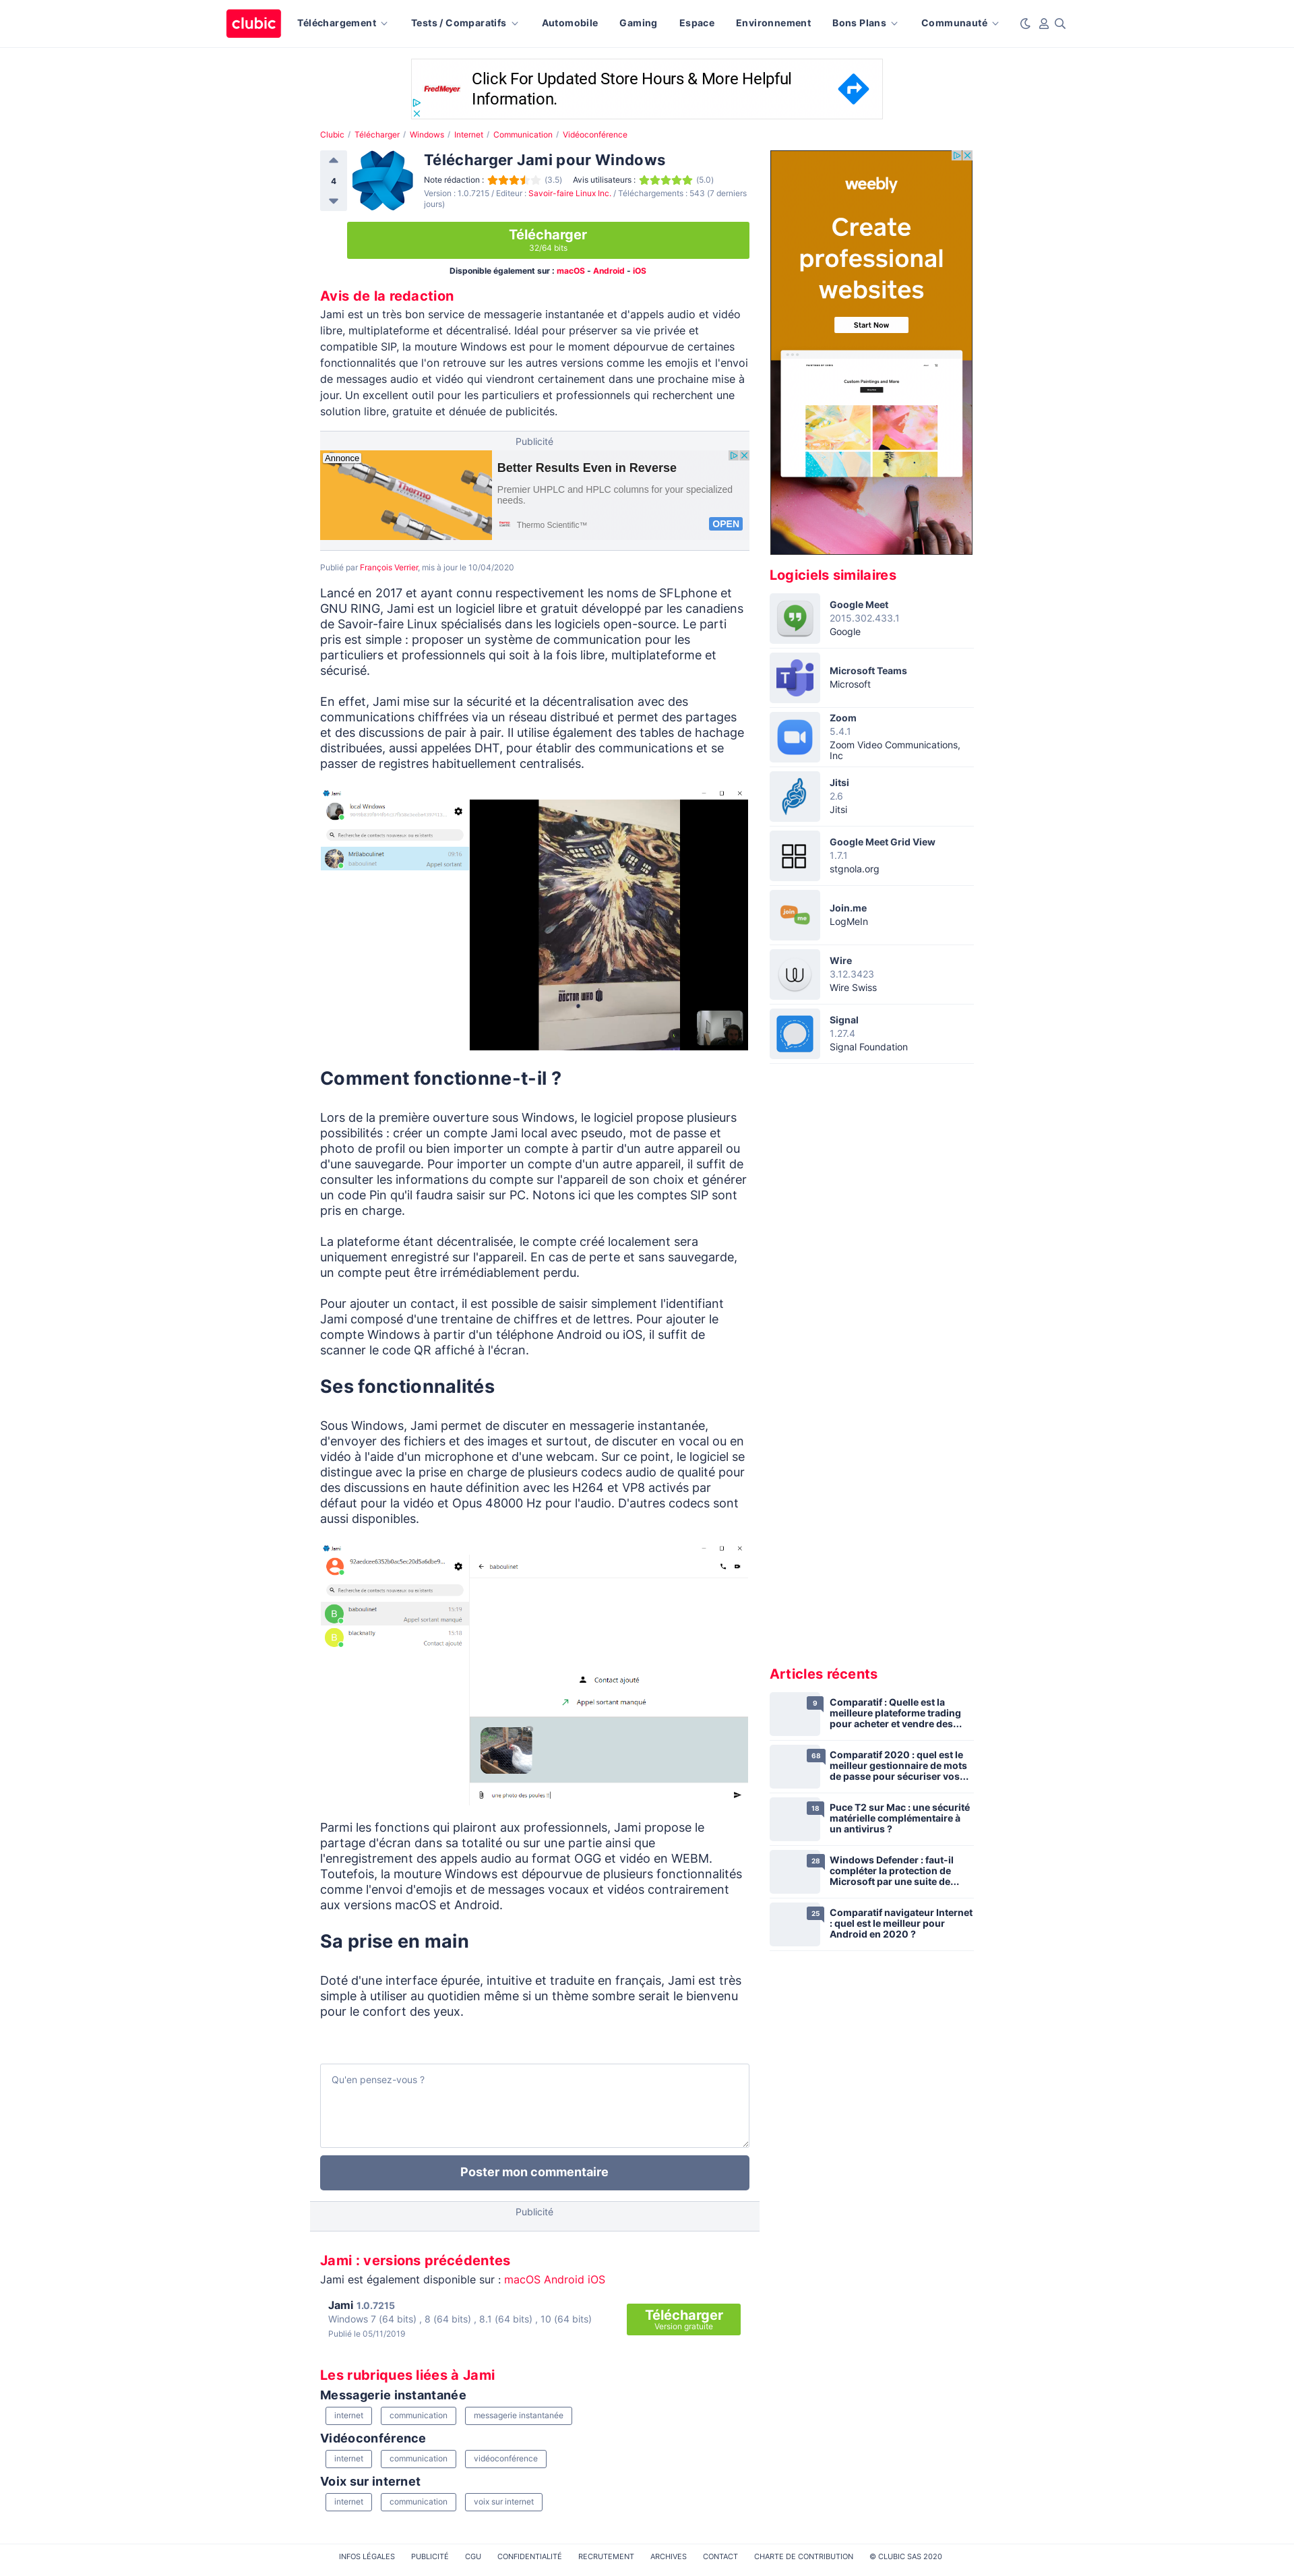 clubic
Téléchargement
Tests / Comparatifs
Automobile
Gaming
Espace
Environnement
Bons Plans
Communauté
Fred Meyer
Click For Updated Store Hours & More Helpful
Information.
Clubic / Télécharger / Windows / Internet / Communication / Vidéoconférence
4
Télécharger Jami pour Windows
Note rédaction : (3.5) Avis utilisateurs : (5.0)
Version : 1.0.7215 / Editeur : Savoir-faire Linux Inc. / Téléchargements : 543 (7 derniers
jours)
Télécharger
32/64 bits
Disponible également sur : macOS - Android - iOS
Avis de la redaction
Jami est un très bon service de messagerie instantanée et d'appels audio et vidéo
libre, multiplateforme et décentralisé. Idéal pour préserver sa vie privée et
compatible SIP, la mouture Windows est pour le moment dépourvue de certaines
fonctionnalités que l'on retrouve sur les autres versions comme les emojis et l'envoi
de messages audio et vidéo qui viendront certainement dans une prochaine mise à
jour. Un excellent outil pour les particuliers et professionnels qui recherchent une
solution libre, gratuite et dénuée de publicités.
Publicité
Annonce
Thermo
Better Results Even in Reverse
Premier UHPLC and HPLC columns for your specialized
needs.
Thermo Scientific™
OPEN
Publié par François Verrier, mis à jour le 10/04/2020
Lancé en 2017 et ayant connu respectivement les noms de SFLphone et
GNU RING, Jami est un logiciel libre et gratuit développé par les canadiens
de Savoir-faire Linux spécialisés dans les logiciels open-source. Le parti
pris est simple : proposer un système de communication pour les
particuliers et professionnels qui soit à la fois libre, multiplateforme et
sécurisé.
En effet, Jami mise sur la sécurité et la décentralisation avec des
communications chiffrées via un réseau distribué et permet des partages
et des discussions de pair à pair. Il utilise également des tables de hachage
distribuées, aussi appelées DHT, pour établir des communications et se
passer de registres habituellement centralisés.
Jami
local Windows
Recherche de contacts nouveaux ou existants
MrBaboulinet
09:16
baboulinet
Appel sortant
DOCTOR WHO
Comment fonctionne-t-il ?
Lors de la première ouverture sous Windows, le logiciel propose plusieurs
possibilités : créer un compte Jami local avec pseudo, mot de passe et
photo de profil ou bien importer un compte à partir d'un autre appareil ou
d'une sauvegarde. Pour importer un compte d'un autre appareil, il suffit de
consulter les informations du compte sur l'appareil de son choix et générer
un code Pin qu'il faudra saisir sur PC. Notons ici que les comptes SIP sont
pris en charge.
La plateforme étant décentralisée, le compte créé localement sera
uniquement enregistré sur l'appareil. En cas de perte et sans sauvegarde,
un compte peut être irrémédiablement perdu.
Pour ajouter un contact, il est possible de saisir simplement l'identifiant
Jami composé d'une trentaine de chiffres et de lettres. Pour ajouter le
compte Windows à partir d'un téléphone Android ou iOS, il suffit de
scanner le code QR affiché à l'écran.
Ses fonctionnalités
Sous Windows, Jami permet de discuter en messagerie instantanée,
d'envoyer des fichiers et des images et surtout, de discuter en vocal ou en
vidéo à l'aide d'un microphone et d'une webcam. Sur ce point, le logiciel se
distingue avec la prise en charge de plusieurs codecs audio de qualité pour
des discussions en haute définition avec les H264 et VP8 activés par
défaut pour la vidéo et Opus 48000 Hz pour l'audio. D'autres codecs sont
aussi disponibles.
Jami
baboulinet
Recherche de contacts nouveaux ou existants
B
baboulinet
15:19
Appel sortant manqué
B
blacknally
15:18
Contact ajouté
Contact ajouté
Appel sortant manqué
une photo des poules !!
Parmi les fonctions qui plairont aux professionnels, Jami propose le
partage d'écran dans sa totalité ou sur une partie ainsi que
l'enregistrement des appels audio au format OGG et vidéo en WEBM.
Toutefois, la mouture Windows est dépourvue de plusieurs fonctionnalités
comme l'envoi d'emojis et de messages vocaux et vidéos contrairement
aux versions macOS et Android.
Sa prise en main
Doté d'une interface épurée, intuitive et traduite en français, Jami est très
simple à utiliser au quotidien même si un thème sombre serait le bienvenu
pour le confort des yeux.
Qu'en pensez-vous ?
Poster mon commentaire
Publicité
Jami : versions précédentes
Jami est également disponible sur : macOS Android iOS
Jami 1.0.7215
Windows 7 (64 bits) , 8 (64 bits) , 8.1 (64 bits) , 10 (64 bits)
Publié le 05/11/2019
Télécharger
Version gratuite
Les rubriques liées à Jami
Messagerie instantanée
internet
communication
messagerie instantanée
Vidéoconférence
internet
communication
vidéoconférence
Voix sur internet
internet
communication
voix sur internet
weebly
Create
professional
websites
Start Now
Custom Paintings and More
Logiciels similaires
Google Meet
2015.302.433.1
Google
Microsoft Teams
Microsoft
Zoom
5.4.1
Zoom Video Communications,
Inc
Jitsi
2.6
Jitsi
Google Meet Grid View
1.7.1
stgnola.org
join
me
Join.me
LogMeIn
Wire
3.12.3423
Wire Swiss
Signal
1.27.4
Signal Foundation
Articles récents
9
Comparatif : Quelle est la
meilleure plateforme trading
pour acheter et vendre des...
68
Comparatif 2020 : quel est le
meilleur gestionnaire de mots
de passe pour sécuriser vos...
18
Puce T2 sur Mac : une sécurité
matérielle complémentaire à
un antivirus ?
28
Windows Defender : faut-il
compléter la protection de
Microsoft par une suite de...
25
Comparatif navigateur Internet
: quel est le meilleur pour
Android en 2020 ?
INFOS LÉGALES
PUBLICITÉ
CGU
CONFIDENTIALITÉ
RECRUTEMENT
ARCHIVES
CONTACT
CHARTE DE CONTRIBUTION
© CLUBIC SAS 2020